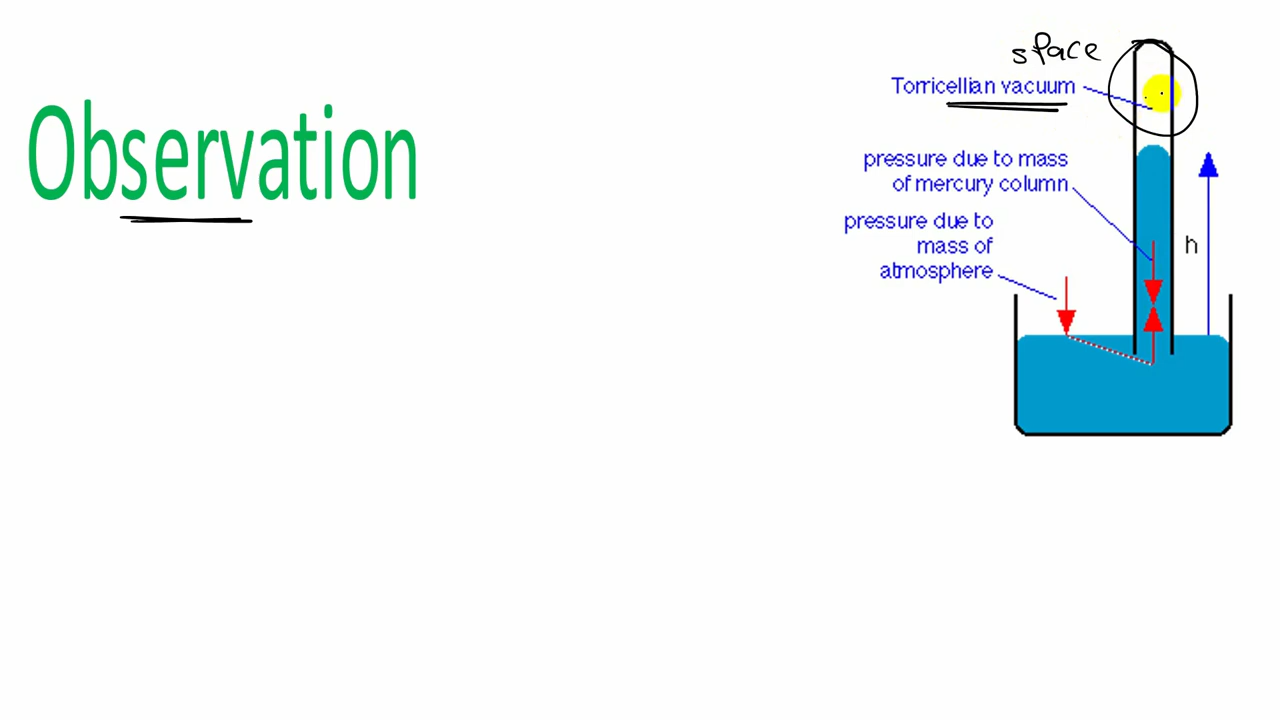 Observation
space
Torricellian vacuum
pressure due to mass
of mercury column
pressure due to
mass of
atmosphere
h